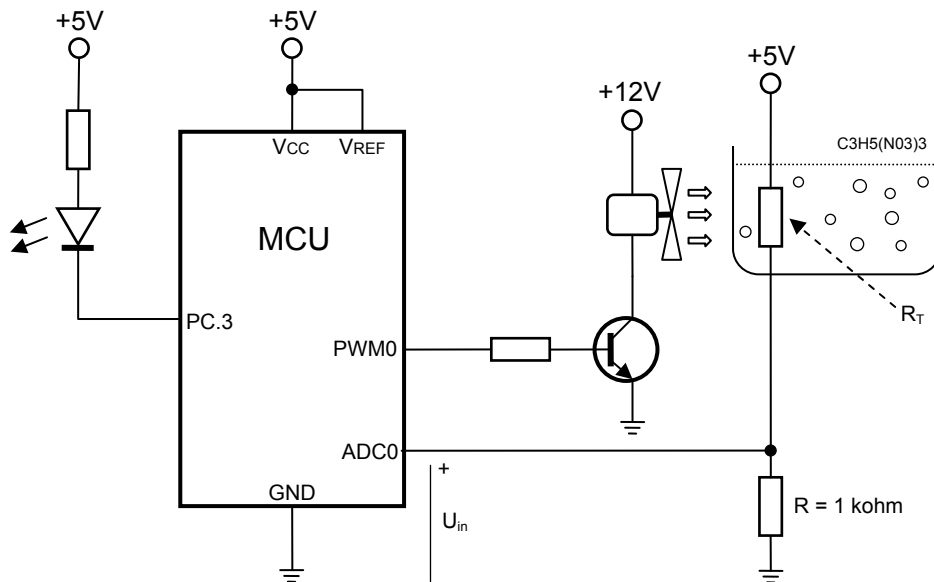 +5V
+5V
+5V
+12V
C3H5(N03)3
VCC
VREF
MCU
PC.3
RT
PWM0
ADC0
+
GND
Uin
R = 1 kohm